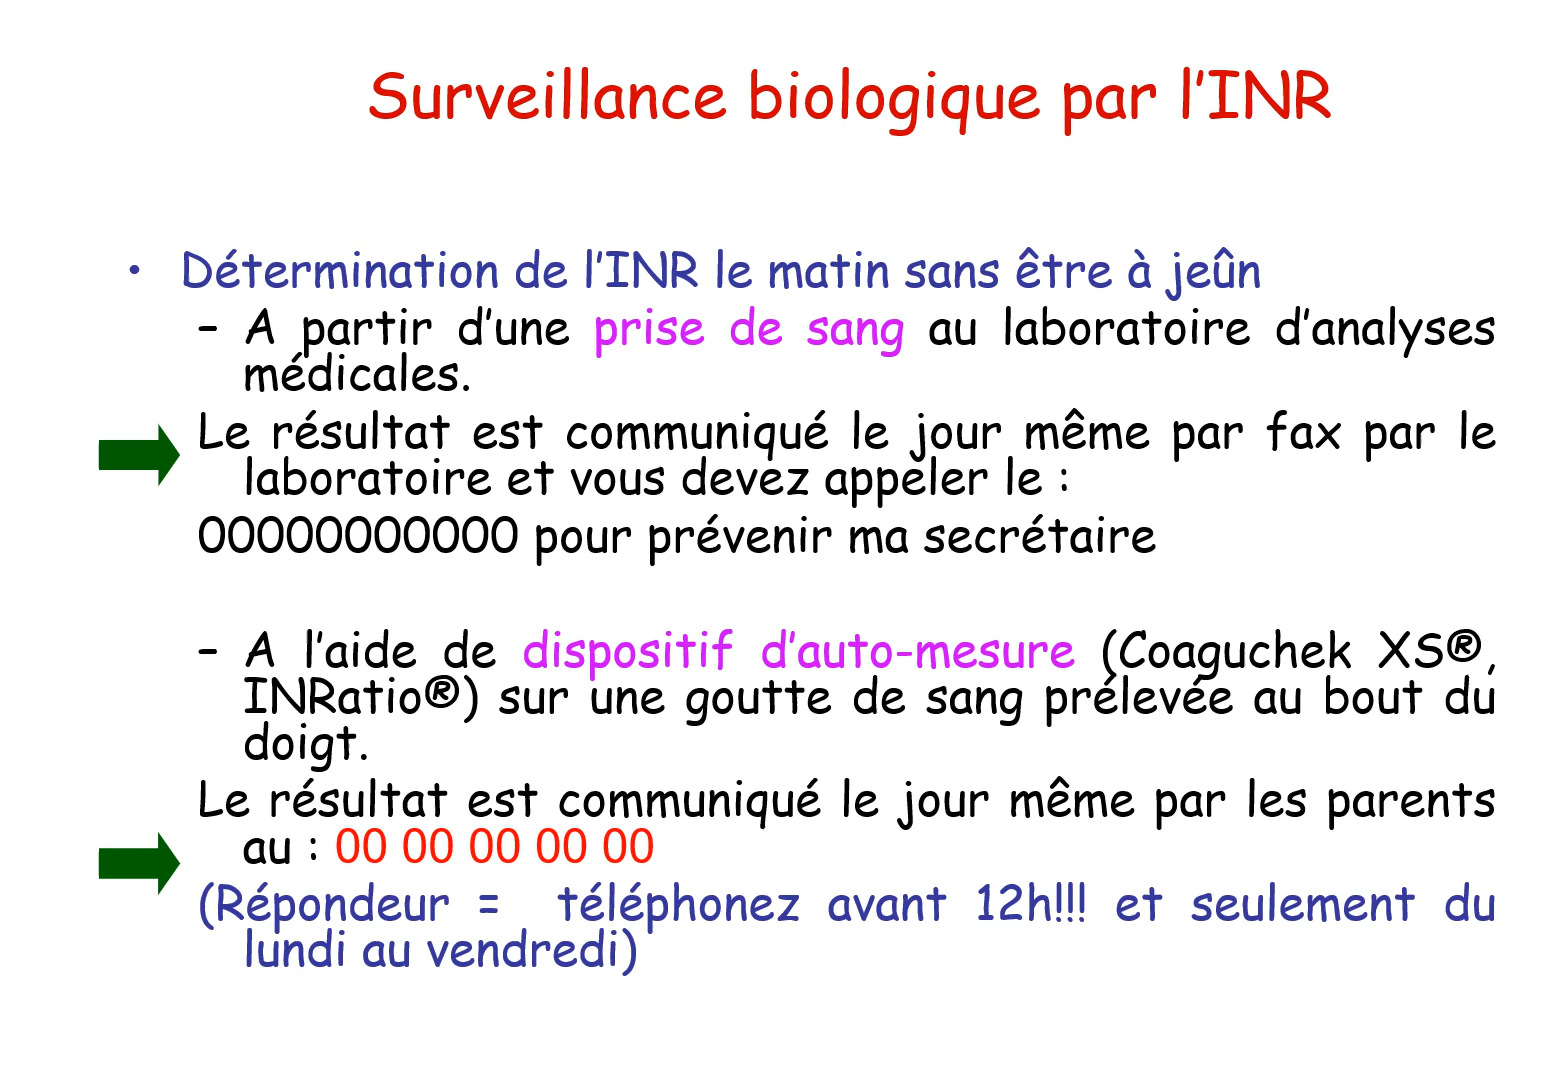 Surveillance biologique par l’INR
• Détermination de l’INR le matin sans être à jeûn
– A partir d’une prise de sang au laboratoire d’analyses
médicales.
Le résultat est communiqué le jour même par fax par le
laboratoire et vous devez appeler le :
00000000000 pour prévenir ma secrétaire
– A l’aide de dispositif d’auto-mesure (Coaguchek XS®,
INRatio®) sur une goutte de sang prélevée au bout du
doigt.
Le résultat est communiqué le jour même par les parents
au : 00 00 00 00 00
(Répondeur = téléphonez avant 12h!!! et seulement du
lundi au vendredi)